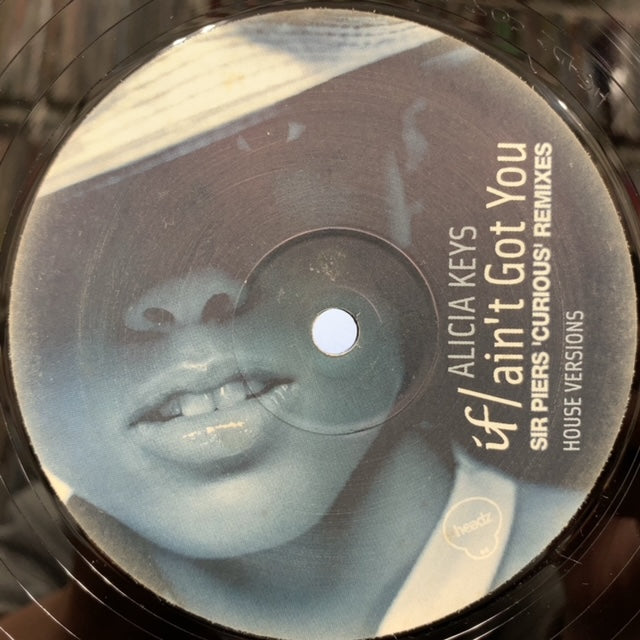 ALICIA KEYS
if I ain't Got You
SIR PIERS 'CURIOUS' REMIXES
HOUSE VERSIONS
headz